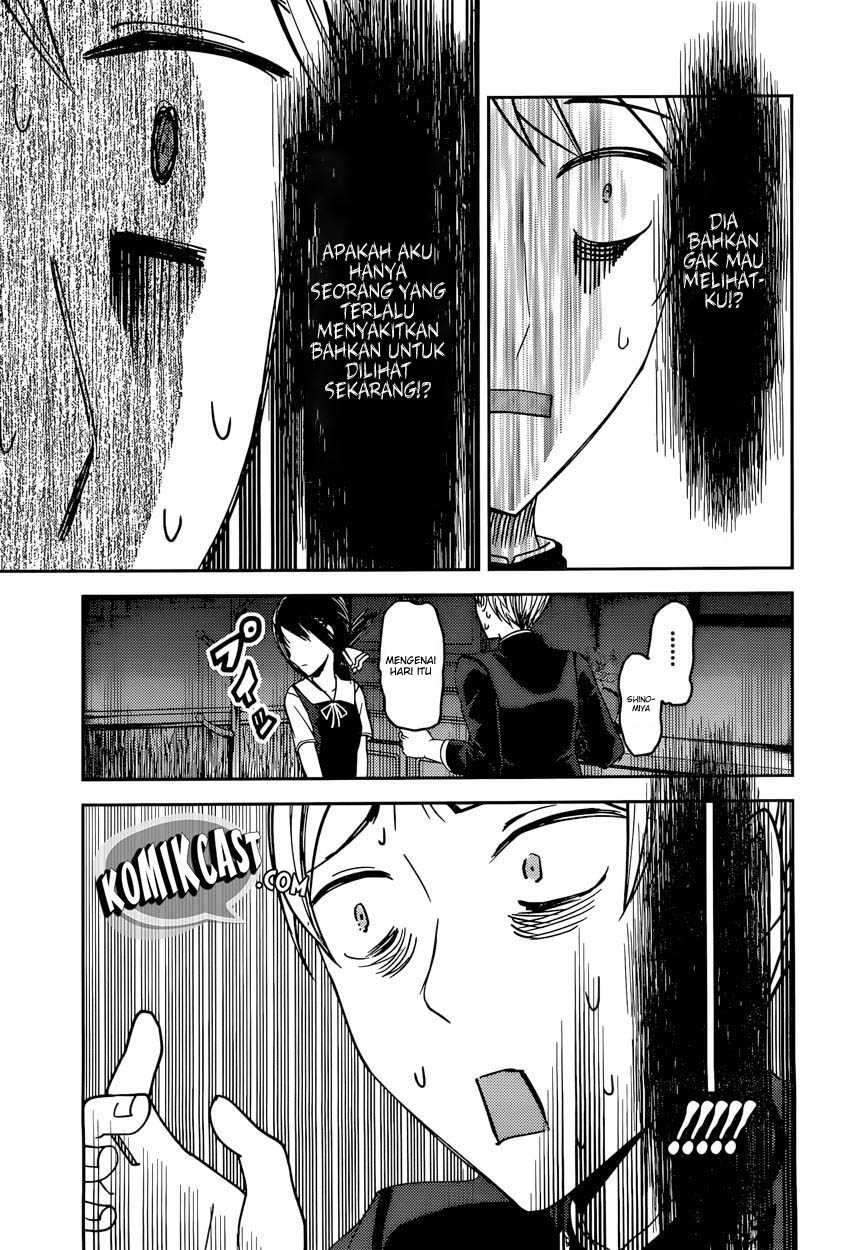 DIA
BAHKAN
GAK MAU
MELIHAT-
KU!?
APAKAH AKU
HANYA
SEORANG YANG
TERLALU
MENYAKITKAN
BAHKAN UNTUK
DILIHAT
SEKARANG!?
........
SHINO-
MIYA
MENGENAI
HARI ITU
KOMIKCAST
.COM
!!!!!!